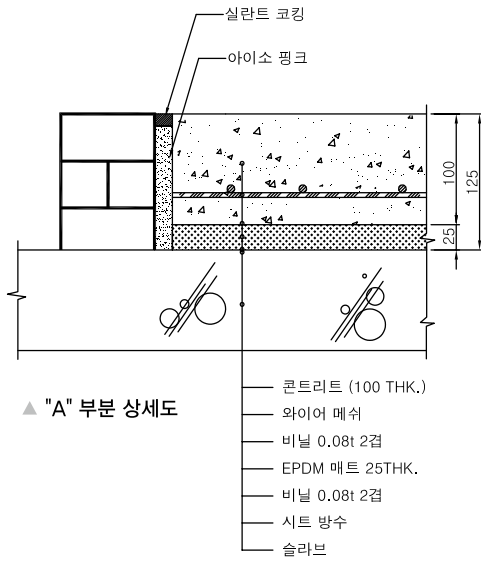 실란트 코킹
아이소 핑크
100
125
25
콘트리트 (100 THK.)
와이어 메쉬
비닐 0.08t 2겹
EPDM 매트 25THK.
비닐 0.08t 2겹
시트 방수
슬라브
▲ "A" 부분 상세도